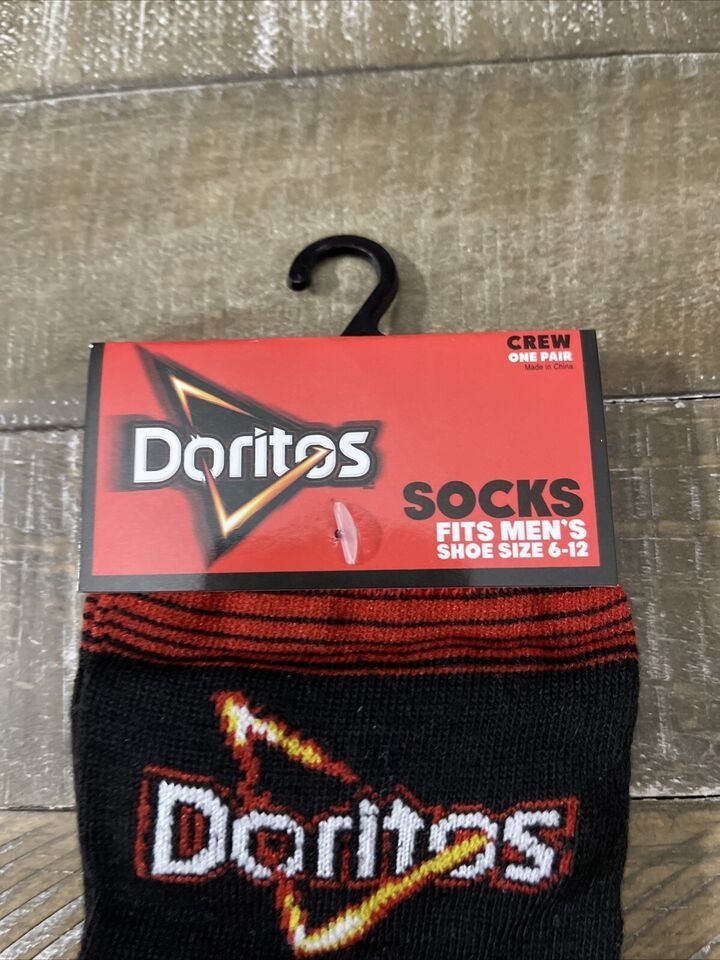 CREW
ONE PAIR
Made in China
Doritos
SOCKS
FITS MEN'S
SHOE SIZE 6-12
Doritos